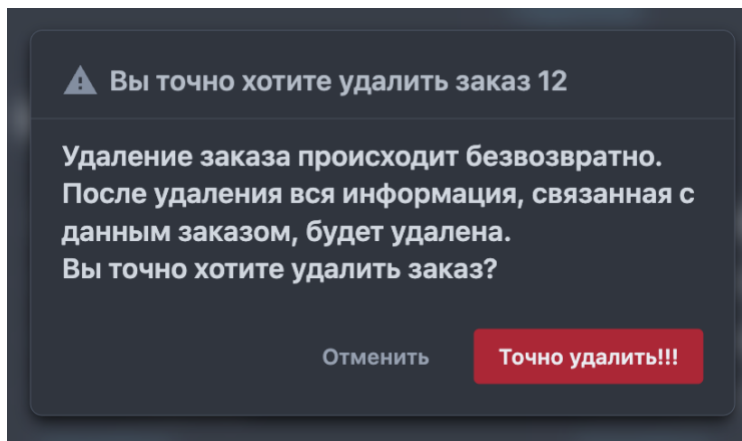 Вы точно хотите удалить заказ 12
Удаление заказа происходит безвозвратно.
После удаления вся информация, связанная с
данным заказом, будет удалена.
Вы точно хотите удалить заказ?
Отменить Точно удалить!!!